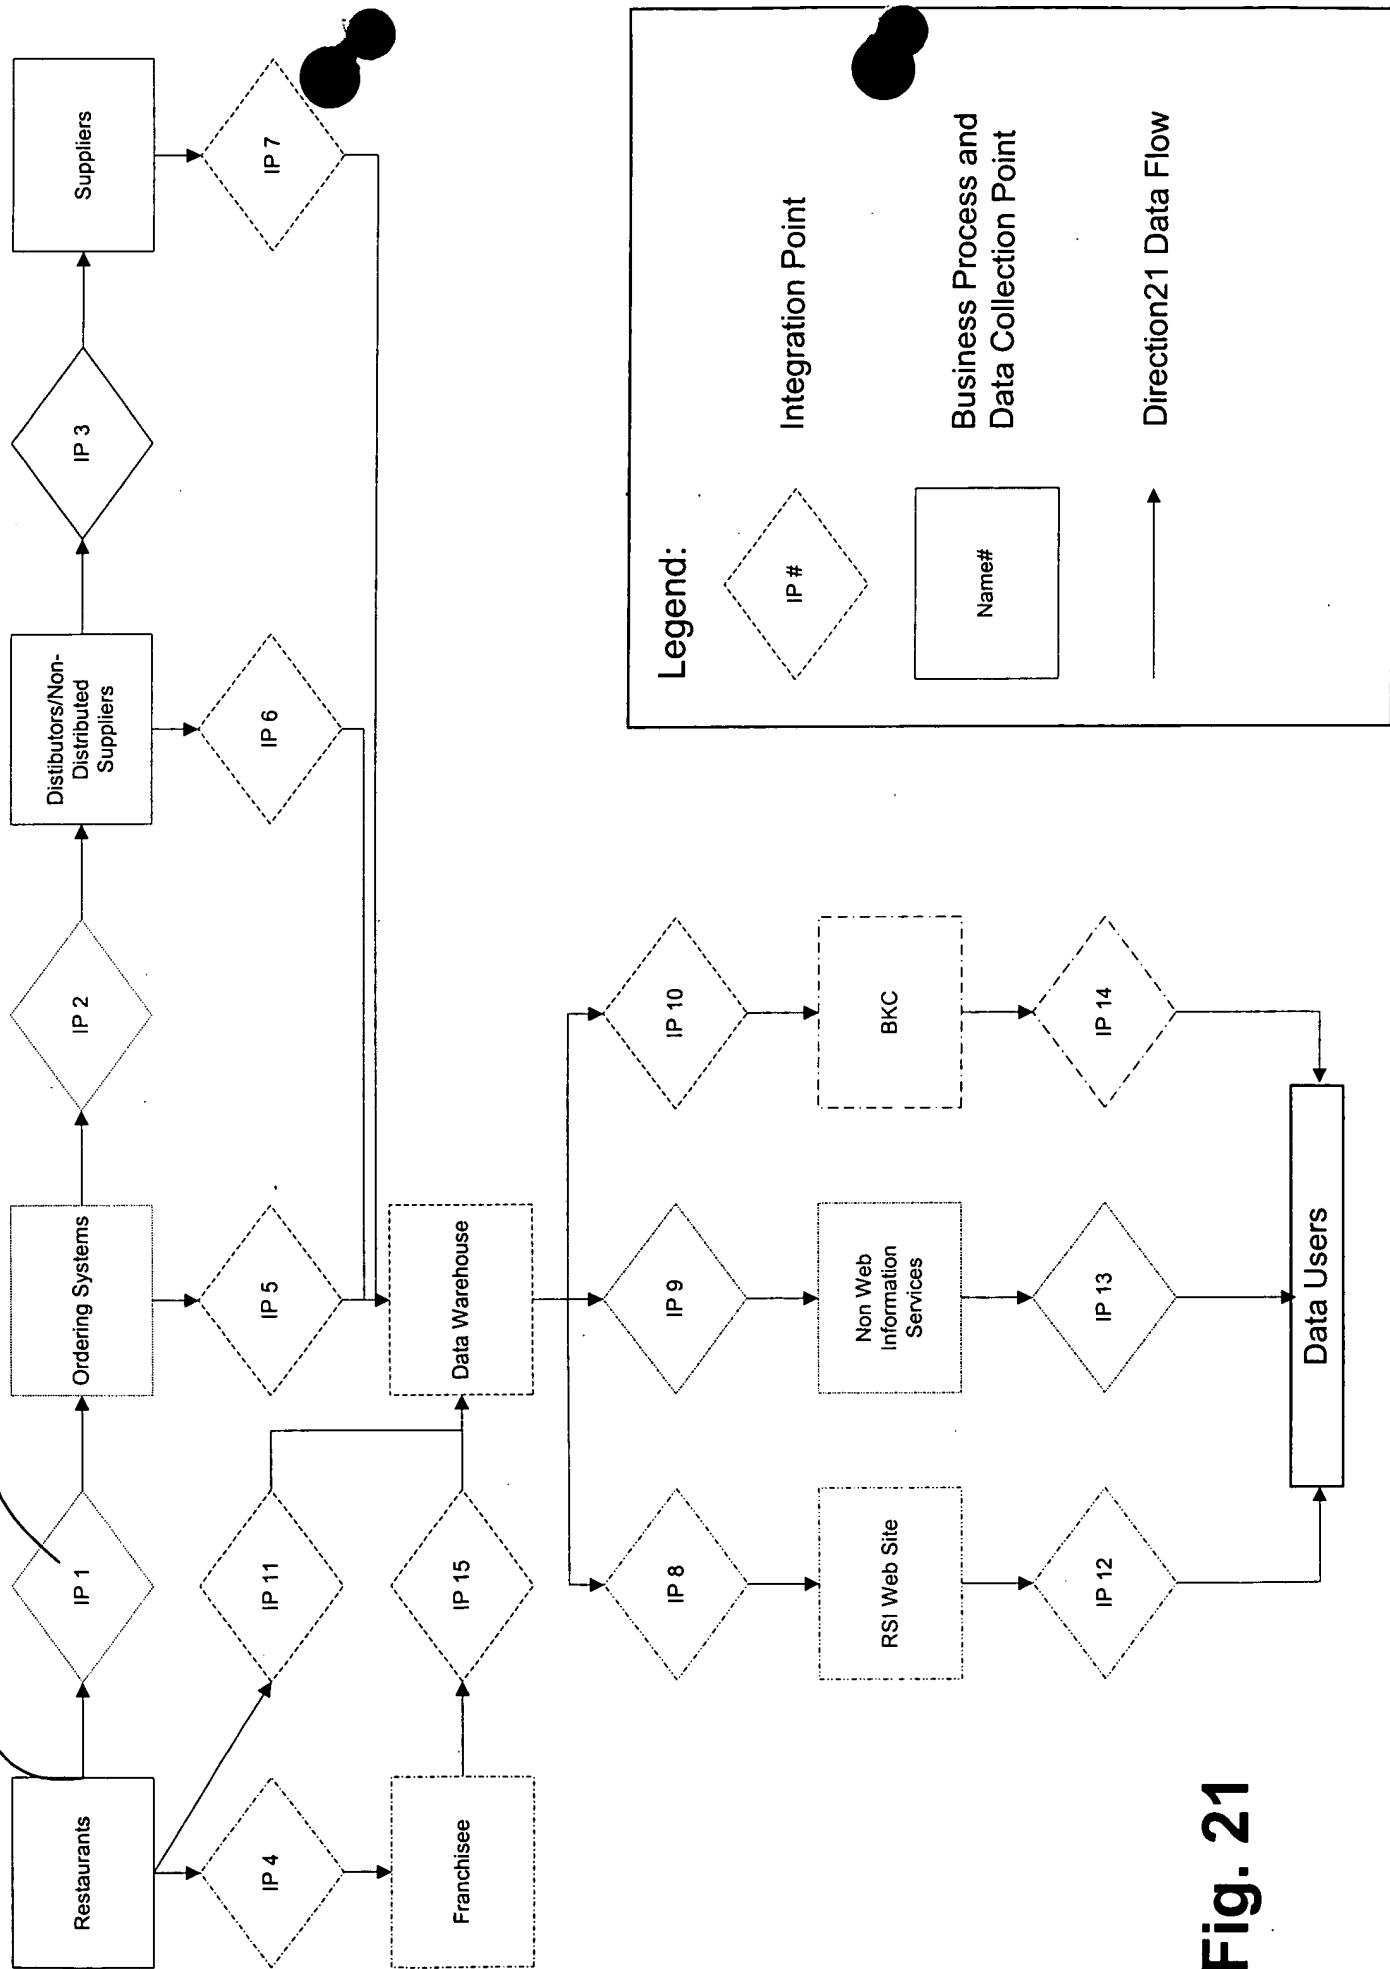 Restaurants
IP 1
Ordering Systems
IP 2
Distibutors/Non-
Distributed
Suppliers
IP 3
Suppliers
IP 4
IP 11
IP 5
IP 6
IP 7
Franchisee
IP 15
Data Warehouse
IP 8
IP 9
IP 10
RSI Web Site
Non Web
Information
Services
BKC
IP 12
IP 13
IP 14
Data Users
Legend:
IP #
Integration Point
Name#
Business Process and
Data Collection Point
Direction21 Data Flow
Fig. 21